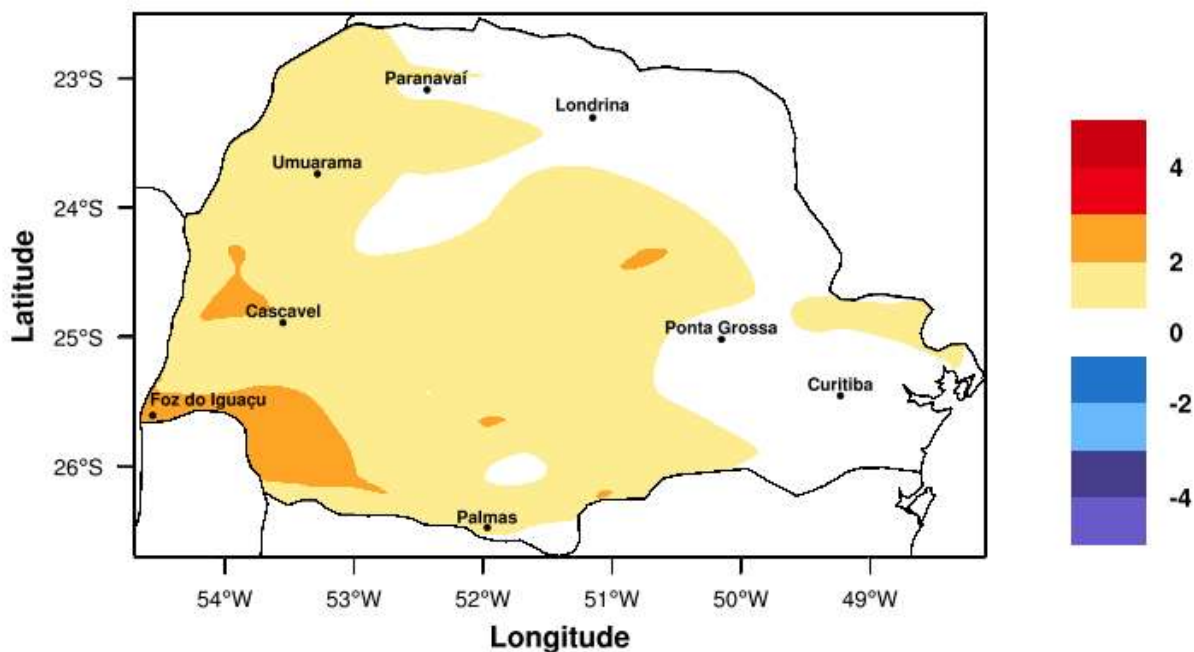 23°S
24°S
25°S
26°S
Latitude
Paranavaí
Londrina
Umuarama
Cascavel
Ponta Grossa
Curitiba
Foz do Iguaçu
Palmas
54°W 53°W 52°W 51°W 50°W 49°W
Longitude
4
2
0
-2
-4